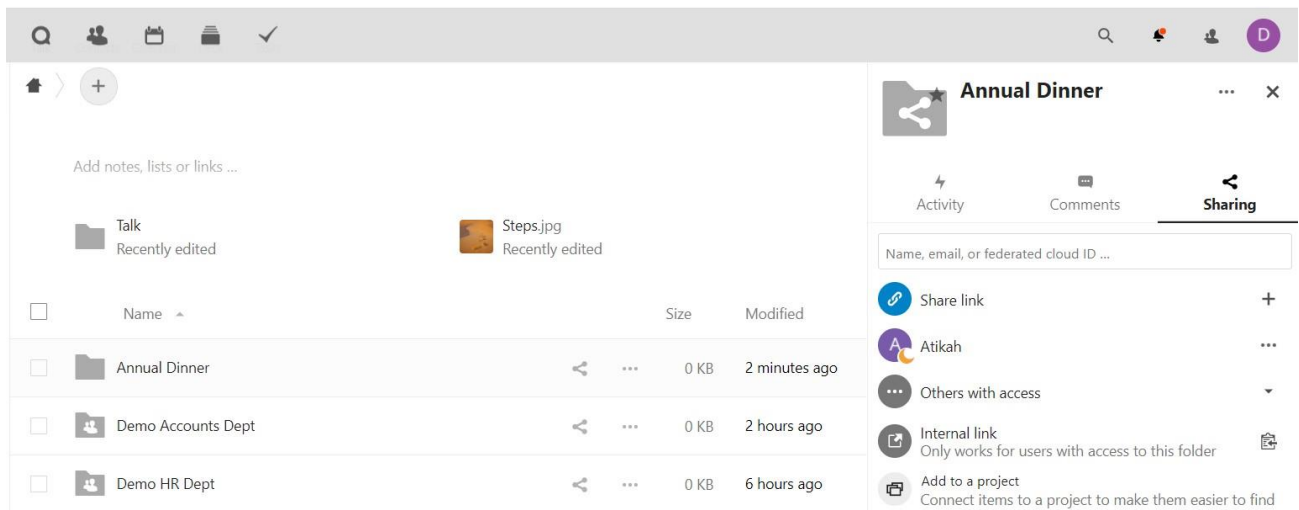 D
Annual Dinner
Add notes, lists or links ...
Talk
Recently edited
Steps.jpg
Recently edited
Activity
Comments
Sharing
Name, email, or federated cloud ID ...
Share link
Name
Size
Modified
A
Atikah
Annual Dinner
0 KB
2 minutes ago
Others with access
Demo Accounts Dept
0 KB
2 hours ago
Internal link
Only works for users with access to this folder
Demo HR Dept
0 KB
6 hours ago
Add to a project
Connect items to a project to make them easier to find